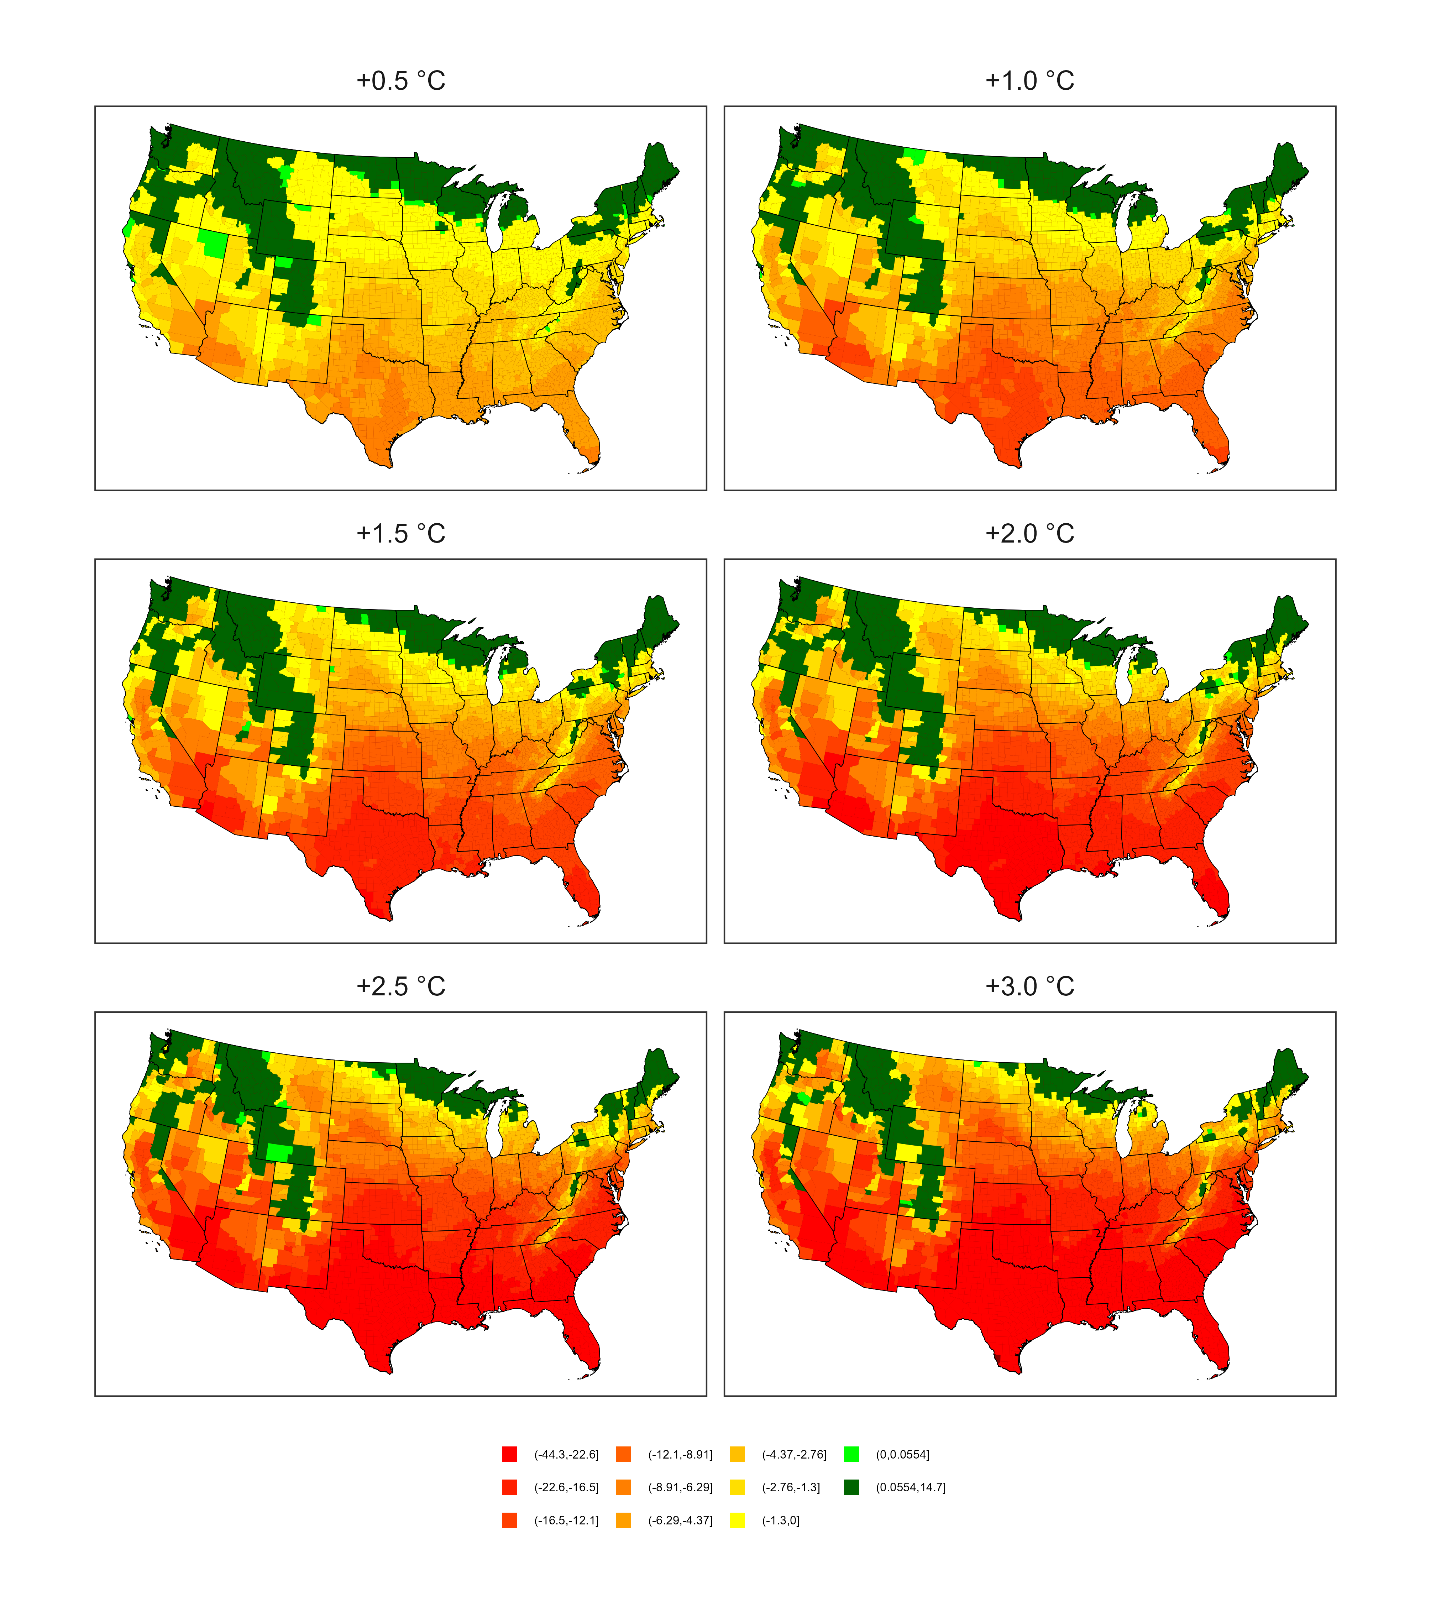 +0.5 °C
+1.0 °C
+1.5 °C
+2.0 °C
+2.5 °C
+3.0 °C
(-44.3,-22.6] (-12.1,-8.91] (-4.37,-2.76] (0,0.0554]
(-22.6,-16.5] (-8.91,-6.29] (-2.76,-1.3] (0.0554,14.7]
(-16.5,-12.1] (-6.29,-4.37] (-1.3,0]